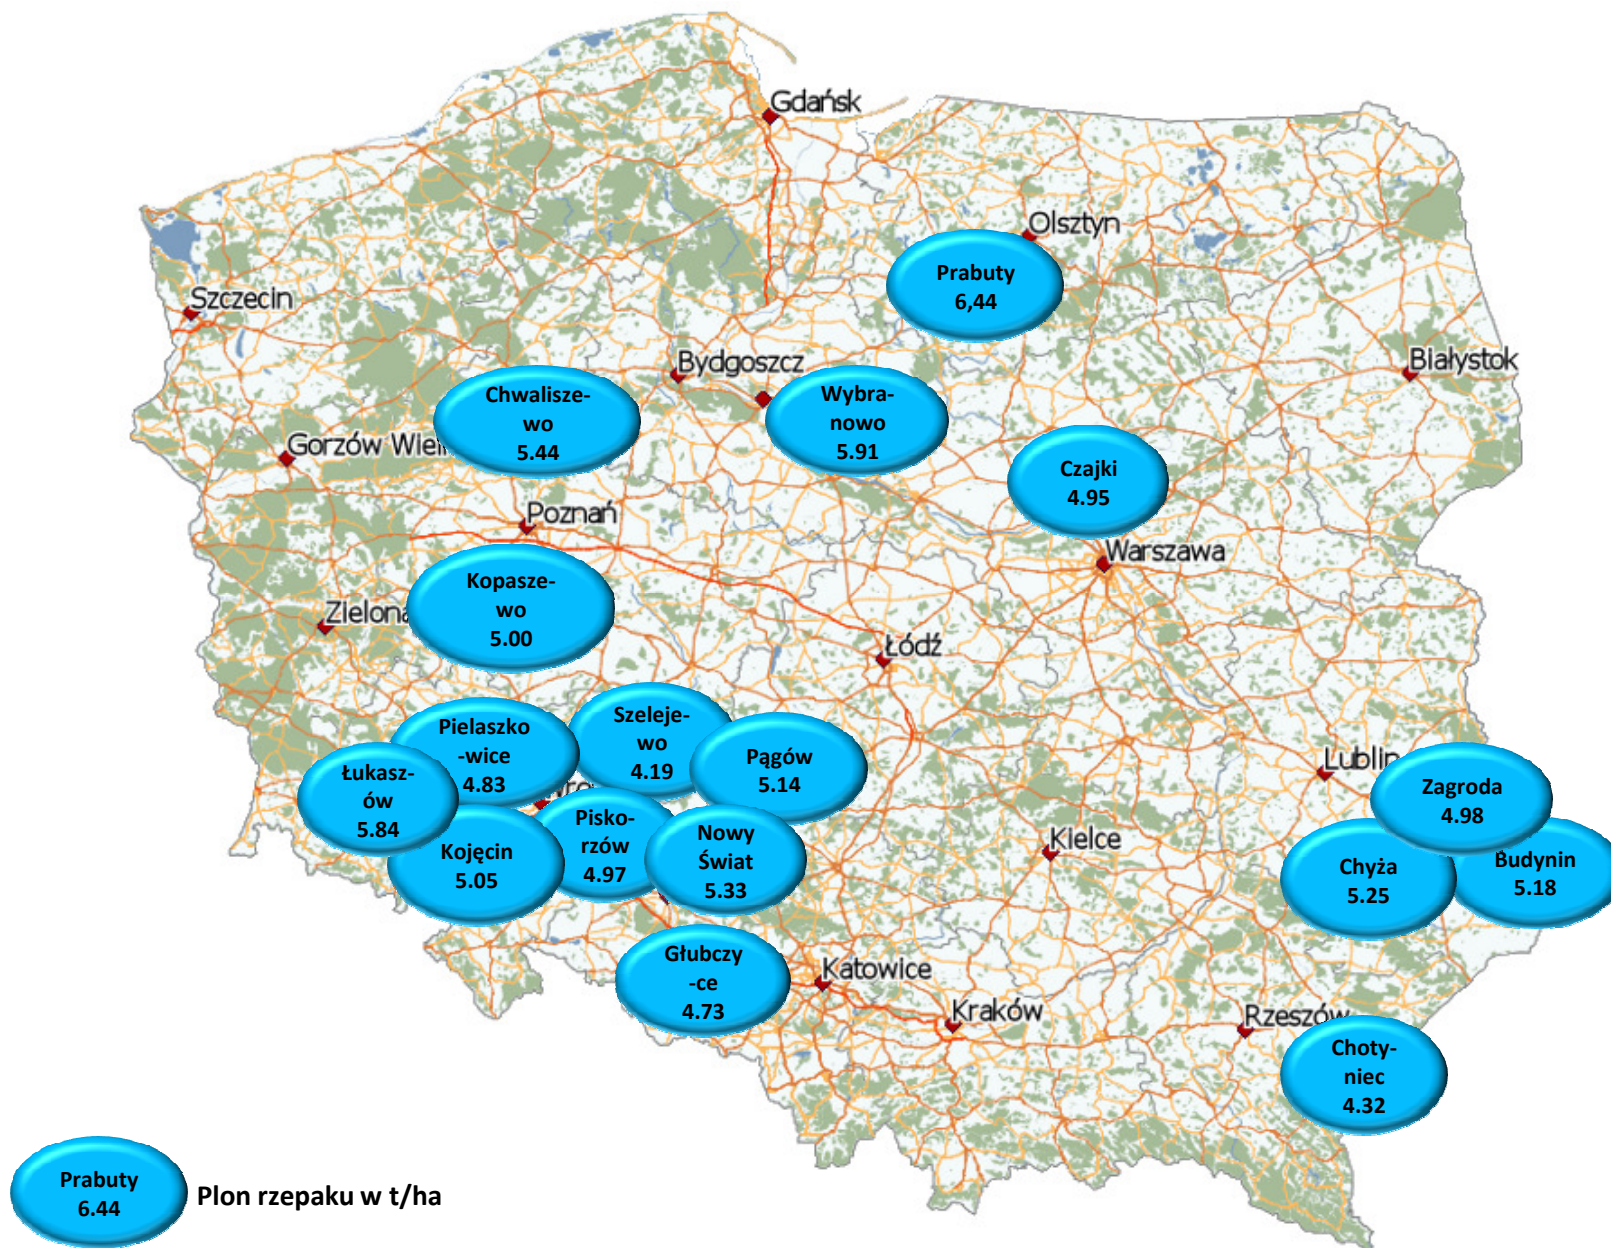 Gdańsk
Olsztyn
Prabuty
6,44
Szczecin
Bydgoszcz
Białystok
Chwalisze-
wo
5.44
Wybra-
nowo
5.91
Gorzów Wiel
Czajki
4.95
Poznań
Warszawa
Kopasze-
wo
5.00
Zielona
Łódź
Pielaszko
-wice
4.83
Szeleje-
wo
4.19
Pągów
5.14
Łukasz-
ów
5.84
Lublin
Zagroda
4.98
Kojęcin
5.05
Pisko-
rzów
4.97
Nowy
Świat
5.33
Kielce
Chyża
5.25
Budynin
5.18
Głubczy
-ce
4.73
Katowice
Kraków
Rzeszów
Choty-
niec
4.32
Prabuty
6.44
Plon rzepaku w t/ha